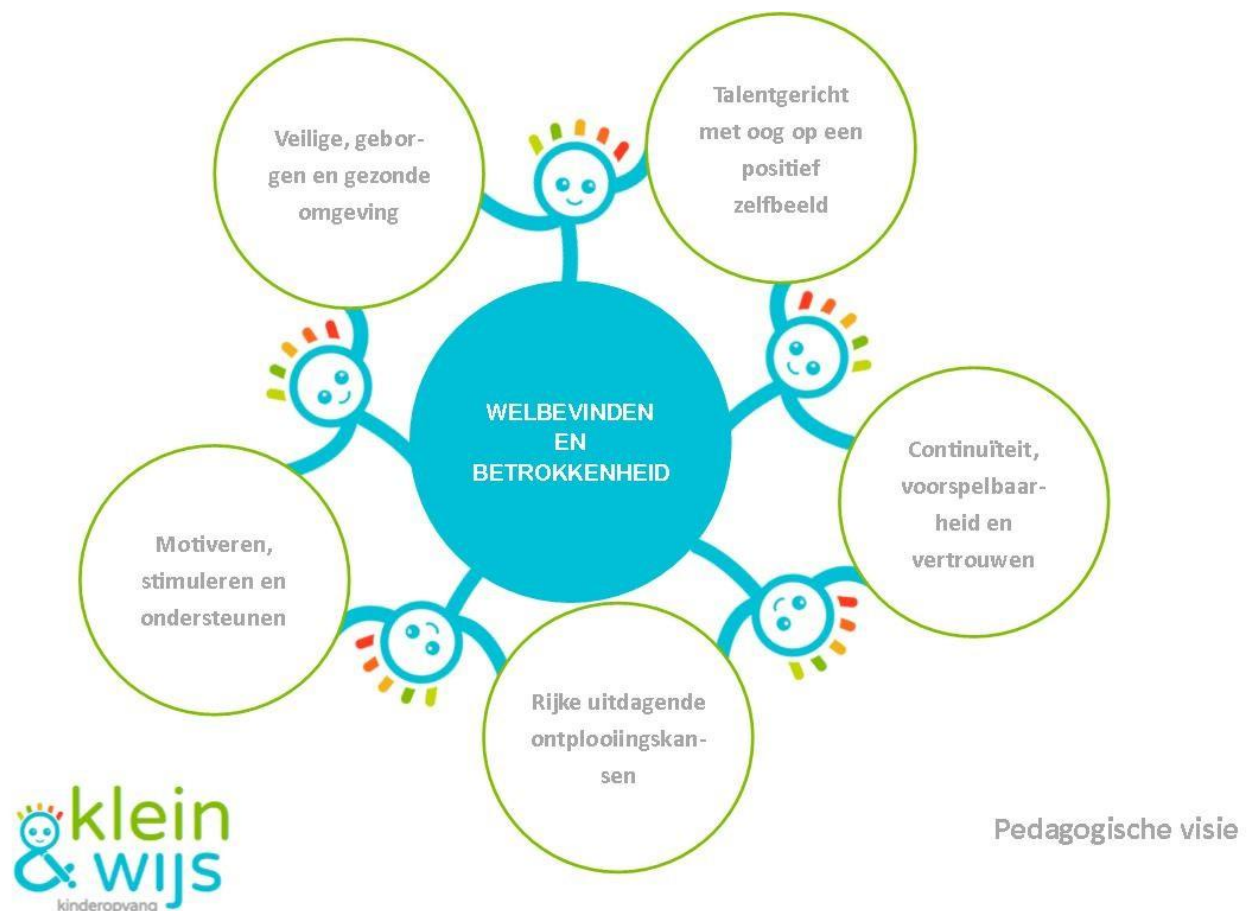 Veilige, gebor-
gen en gezonde
omgeving
Talentgericht
met oog op een
positief
zelfbeeld
WELBEVINDEN
EN
BETROKKENHEID
Continuïteit,
voorspelbaar-
heid en
vertrouwen
Motiveren,
stimuleren en
ondersteunen
Rijke uitdagende
ontplooiingskan-
sen
klein
& wijs
kinderopvang
Pedagogische visie